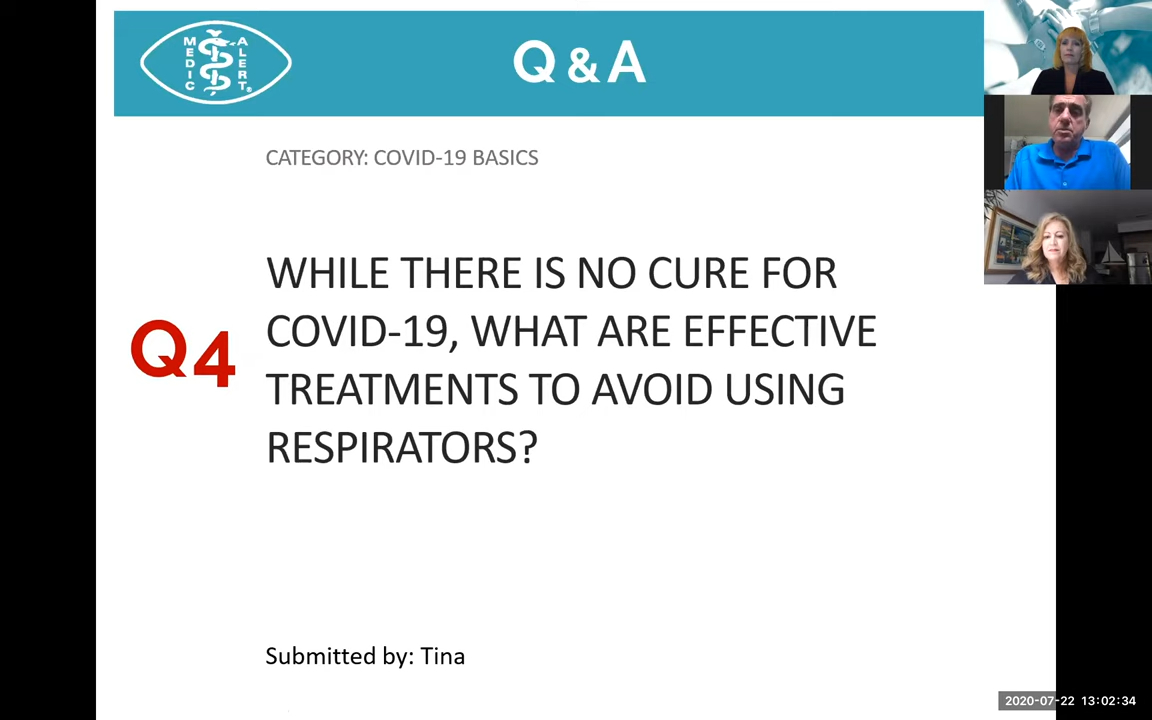 MEDIC ALERT®
Q & A
CATEGORY: COVID-19 BASICS
Q4
WHILE THERE IS NO CURE FOR
COVID-19, WHAT ARE EFFECTIVE
TREATMENTS TO AVOID USING
RESPIRATORS?
Submitted by: Tina
2020-07-22 13:02:34